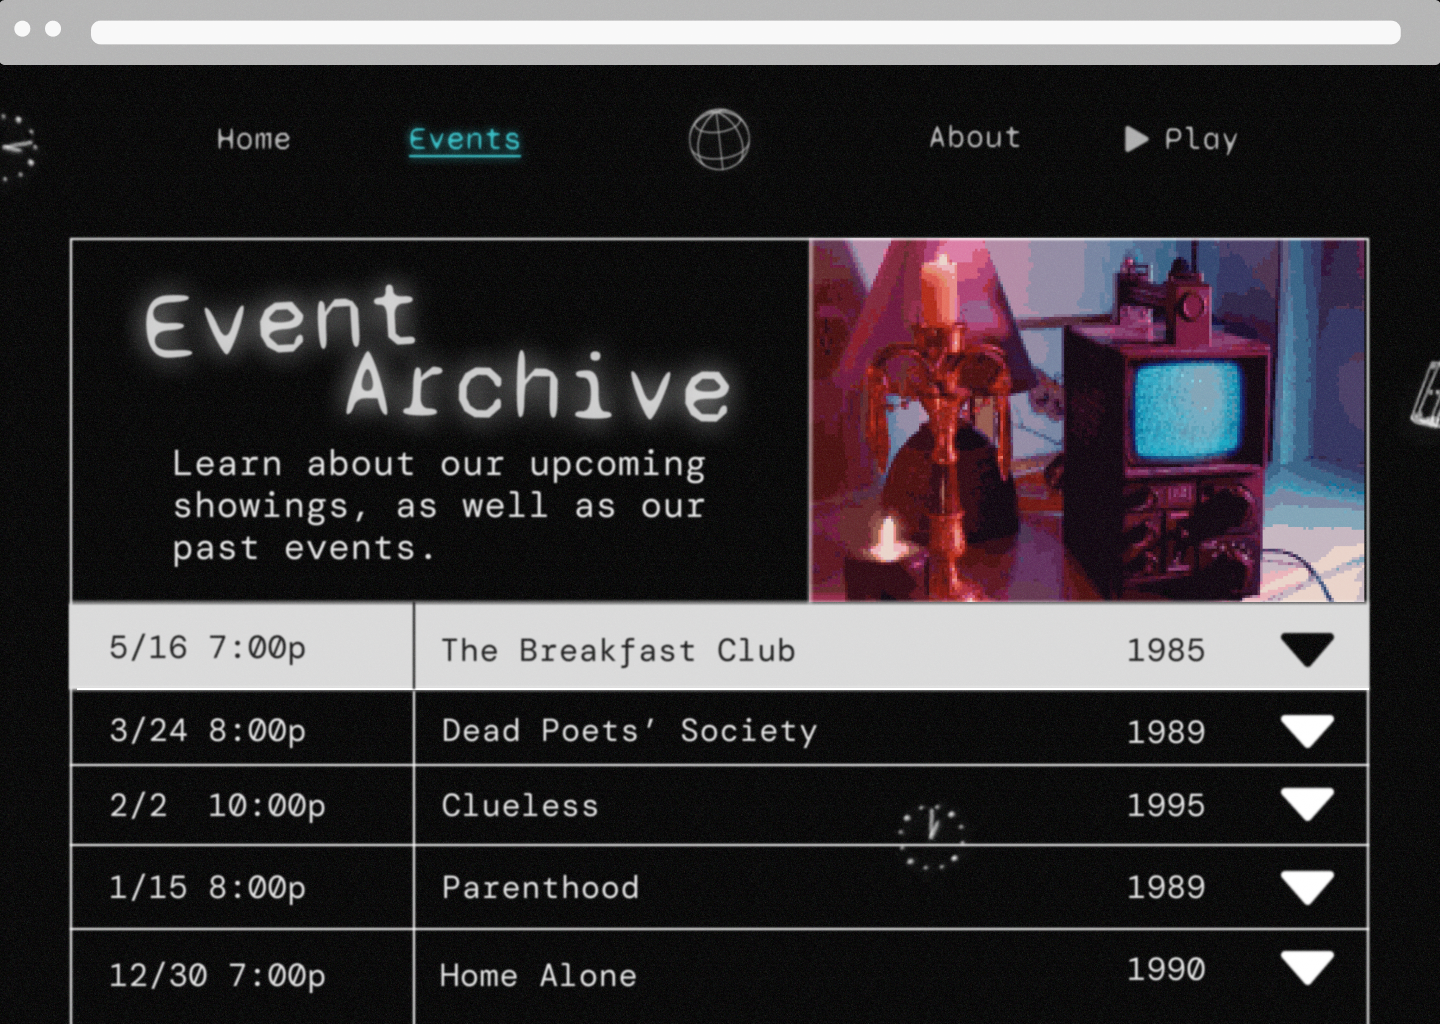 Home Events About Play
Event
Archive
Learn about our upcoming
showings, as well as our
past events.
5/16 7:00p The Breakfast Club 1985
3/24 8:00p Dead Poets’ Society 1989
2/2 10:00p Clueless 1995
1/15 8:00p Parenthood 1989
12/30 7:00p Home Alone 1990